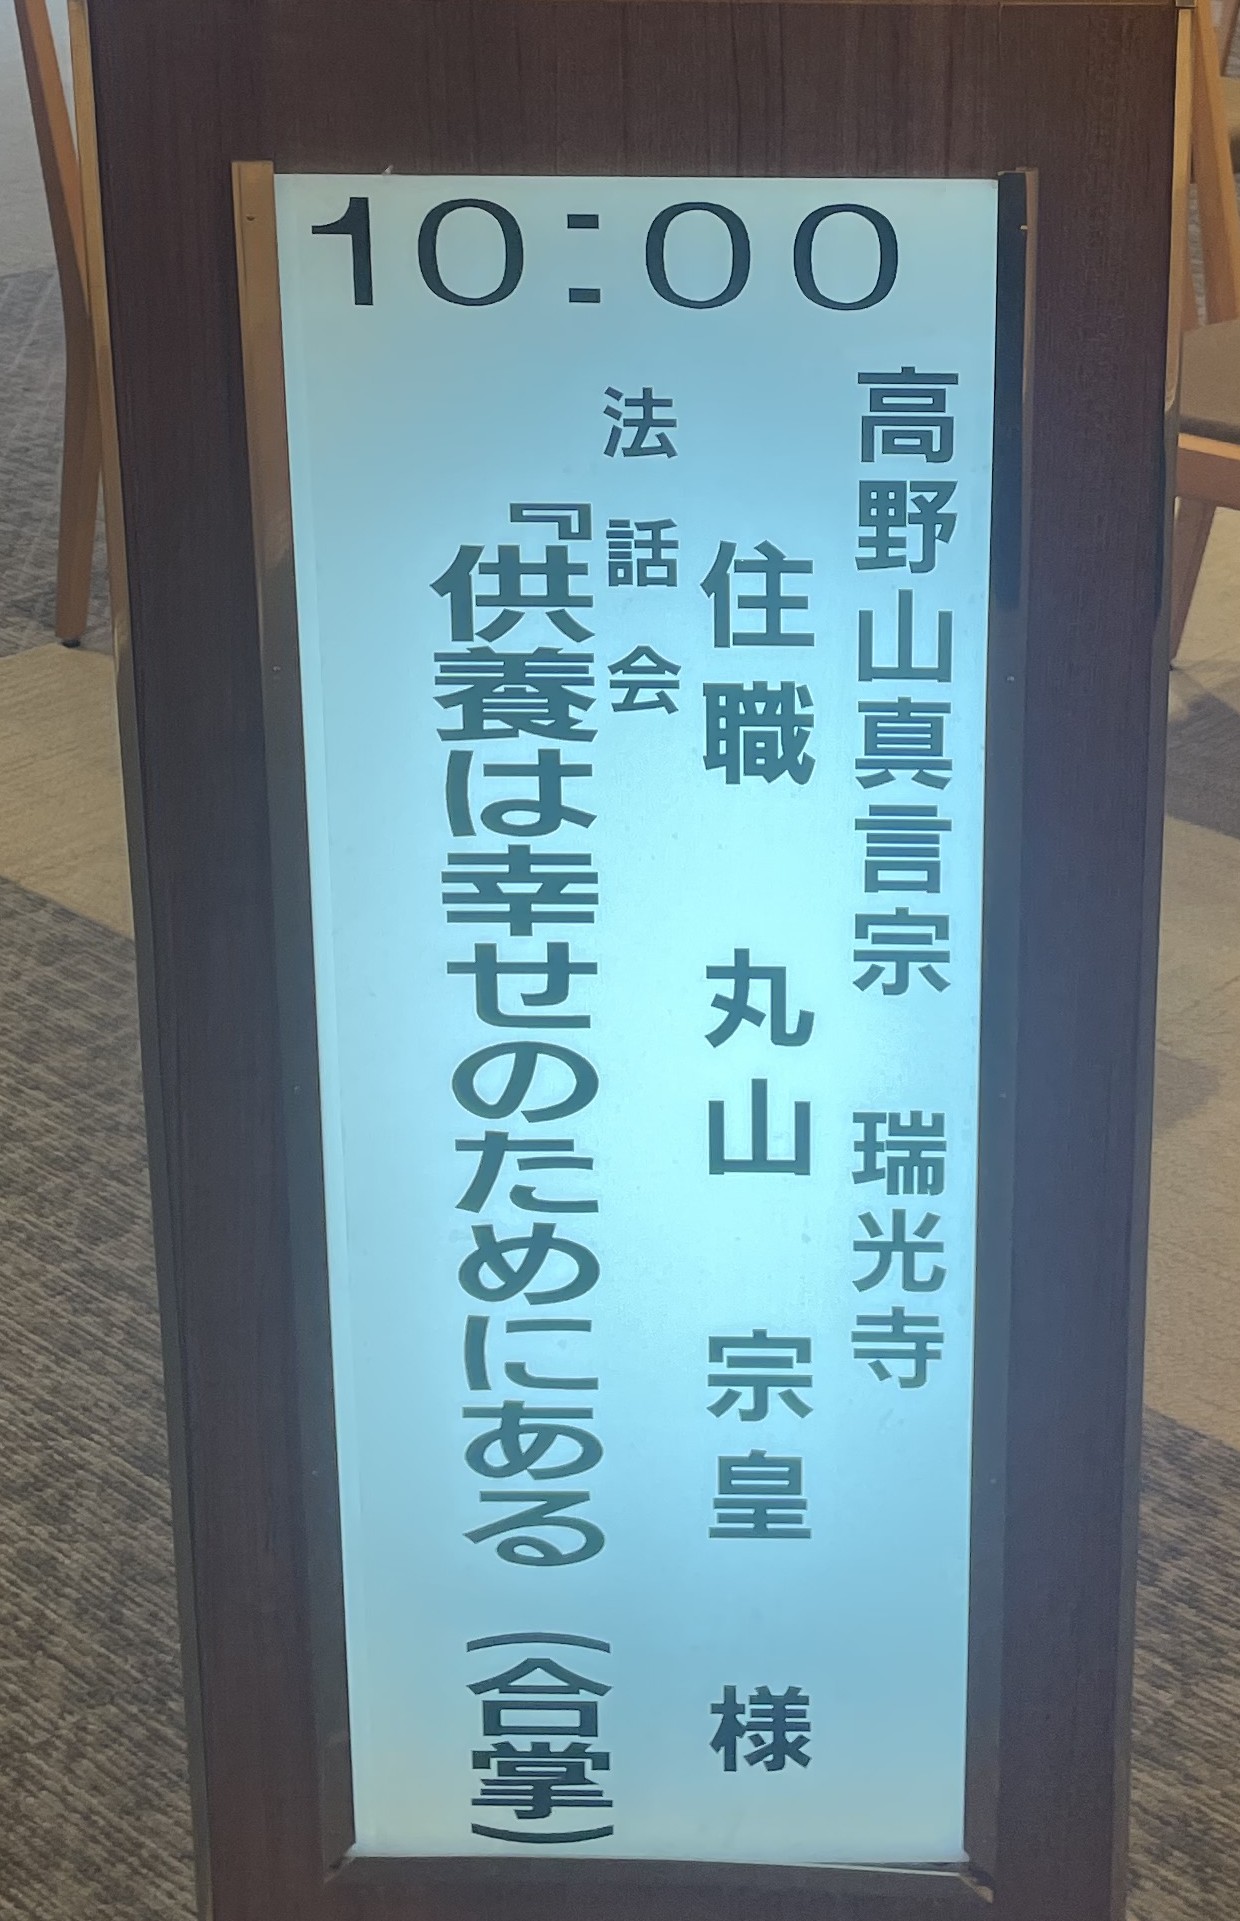 10:00
高野山真言宗 瑞光寺
住職 丸山 宗皇 様
法話会
『供養は幸せのためにある(合掌)